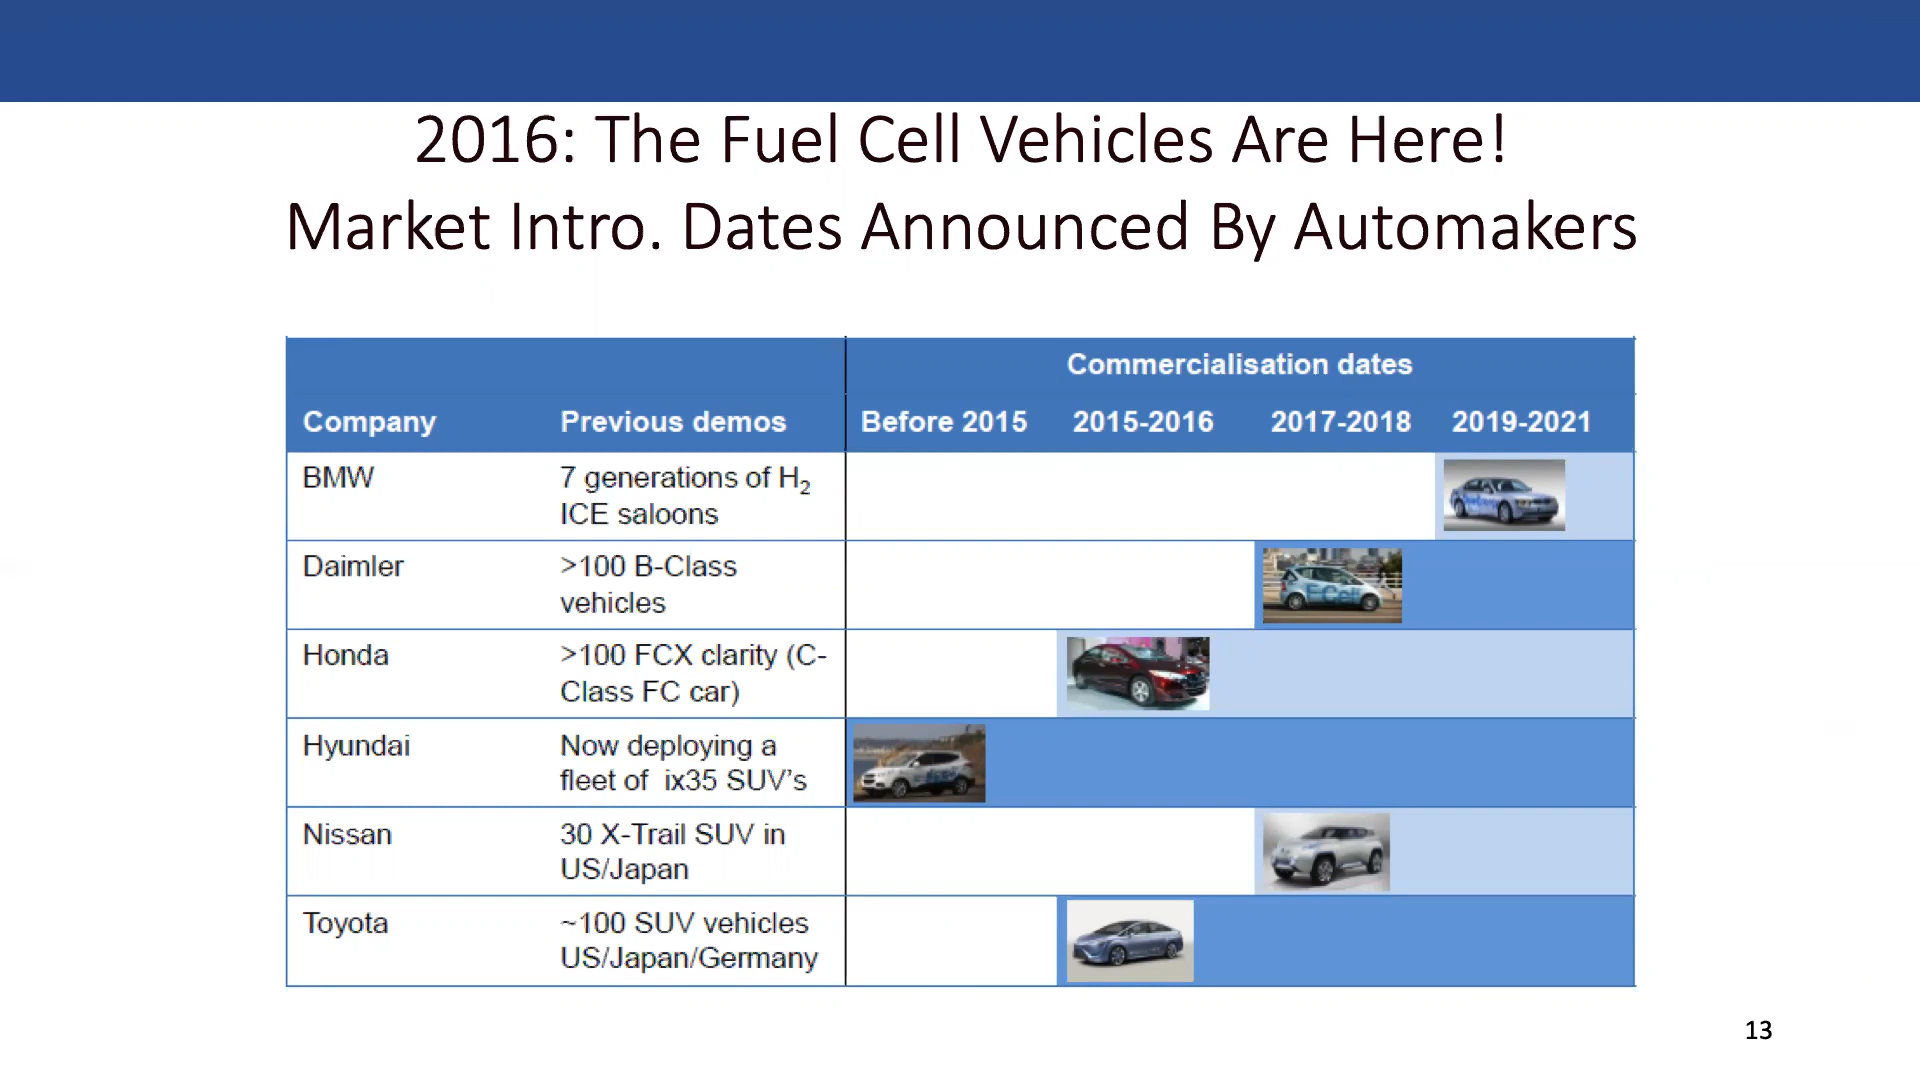 2016: The Fuel Cell Vehicles Are Here!
Market Intro. Dates Announced By Automakers
Commercialisation dates
Company Previous demos Before 2015 2015-2016 2017-2018 2019-2021
BMW 7 generations of H₂
ICE saloons
Daimler >100 B-Class
vehicles
F-Cell
Honda >100 FCX clarity (C-
Class FC car)
Hyundai Now deploying a
fleet of ix35 SUV's
Nissan 30 X-Trail SUV in
US/Japan
Toyota ~100 SUV vehicles
US/Japan/Germany
13